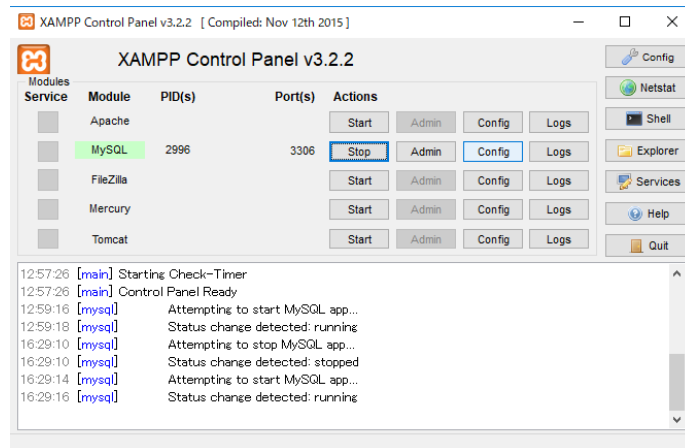 XAMPP Control Panel v3.2.2 [ Compiled: Nov 12th 2015 ]
XAMPP Control Panel v3.2.2
Config
Modules
Service Module PID(s) Port(s) Actions
Netstat
Apache Start Admin Config Logs
Shell
MySQL 2996 3306 Stop Admin Config Logs
Explorer
FileZilla Start Admin Config Logs
Services
Mercury Start Admin Config Logs
Help
Tomcat Start Admin Config Logs
Quit
12:57:26 [main] Starting Check-Timer
12:57:26 [main] Control Panel Ready
12:59:16 [mysql] Attempting to start MySQL app...
12:59:18 [mysql] Status change detected: running
16:29:10 [mysql] Attempting to stop MySQL app...
16:29:10 [mysql] Status change detected: stopped
16:29:14 [mysql] Attempting to start MySQL app...
16:29:16 [mysql] Status change detected: running